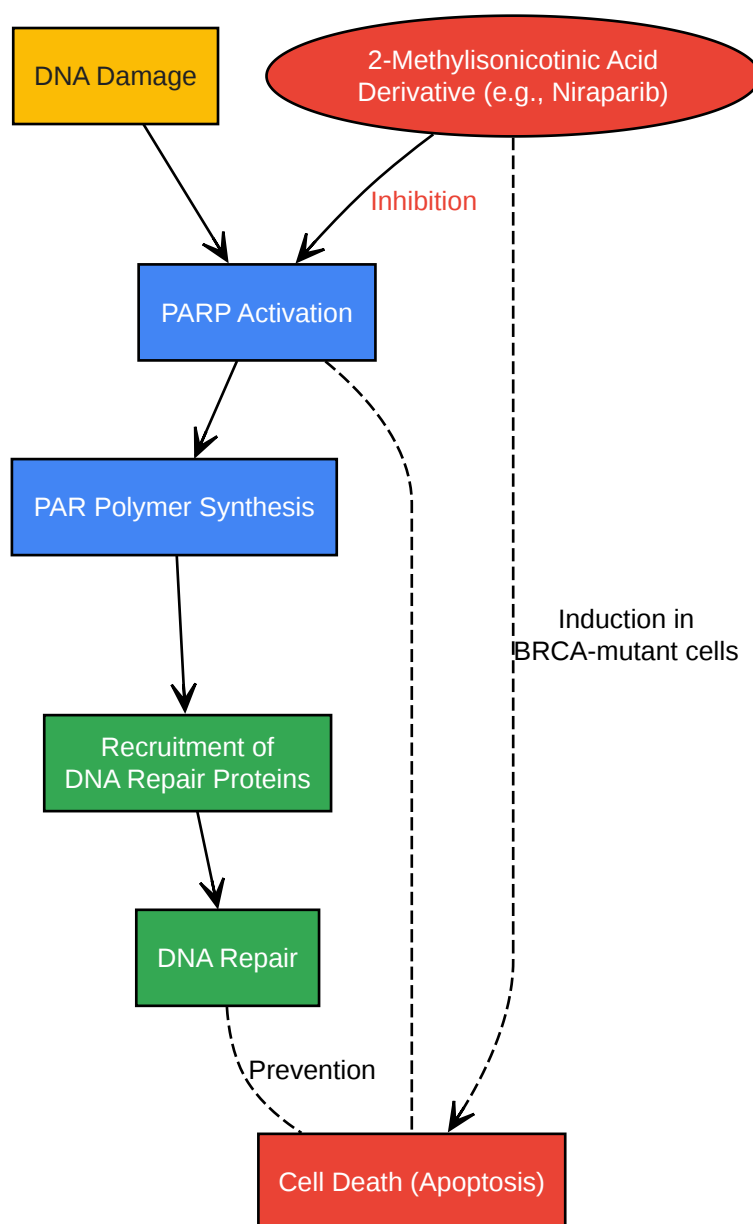 DNA Damage
2-Methylisonicotinic Acid
Derivative (e.g., Niraparib)
Inhibition
PARP Activation
PAR Polymer Synthesis
Induction in
BRCA-mutant cells
Recruitment of
DNA Repair Proteins
DNA Repair
Prevention
Cell Death (Apoptosis)